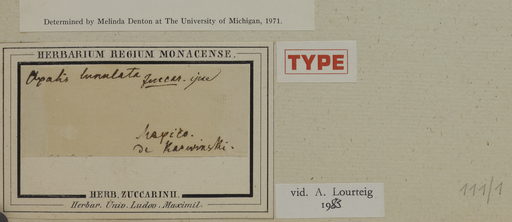 Determined by Melinda Denton at The University of Michigan, 1971.
HERBARIUM REGIUM MONACENSE.
Oxalis lunulata Zuccar. ipse
Mexico.
de Karwinski.
HERB. ZUCCARINII.
Herbar. Univ. Ludov. Maximil.
TYPE
vid. A. Lourteig
1983
111/1